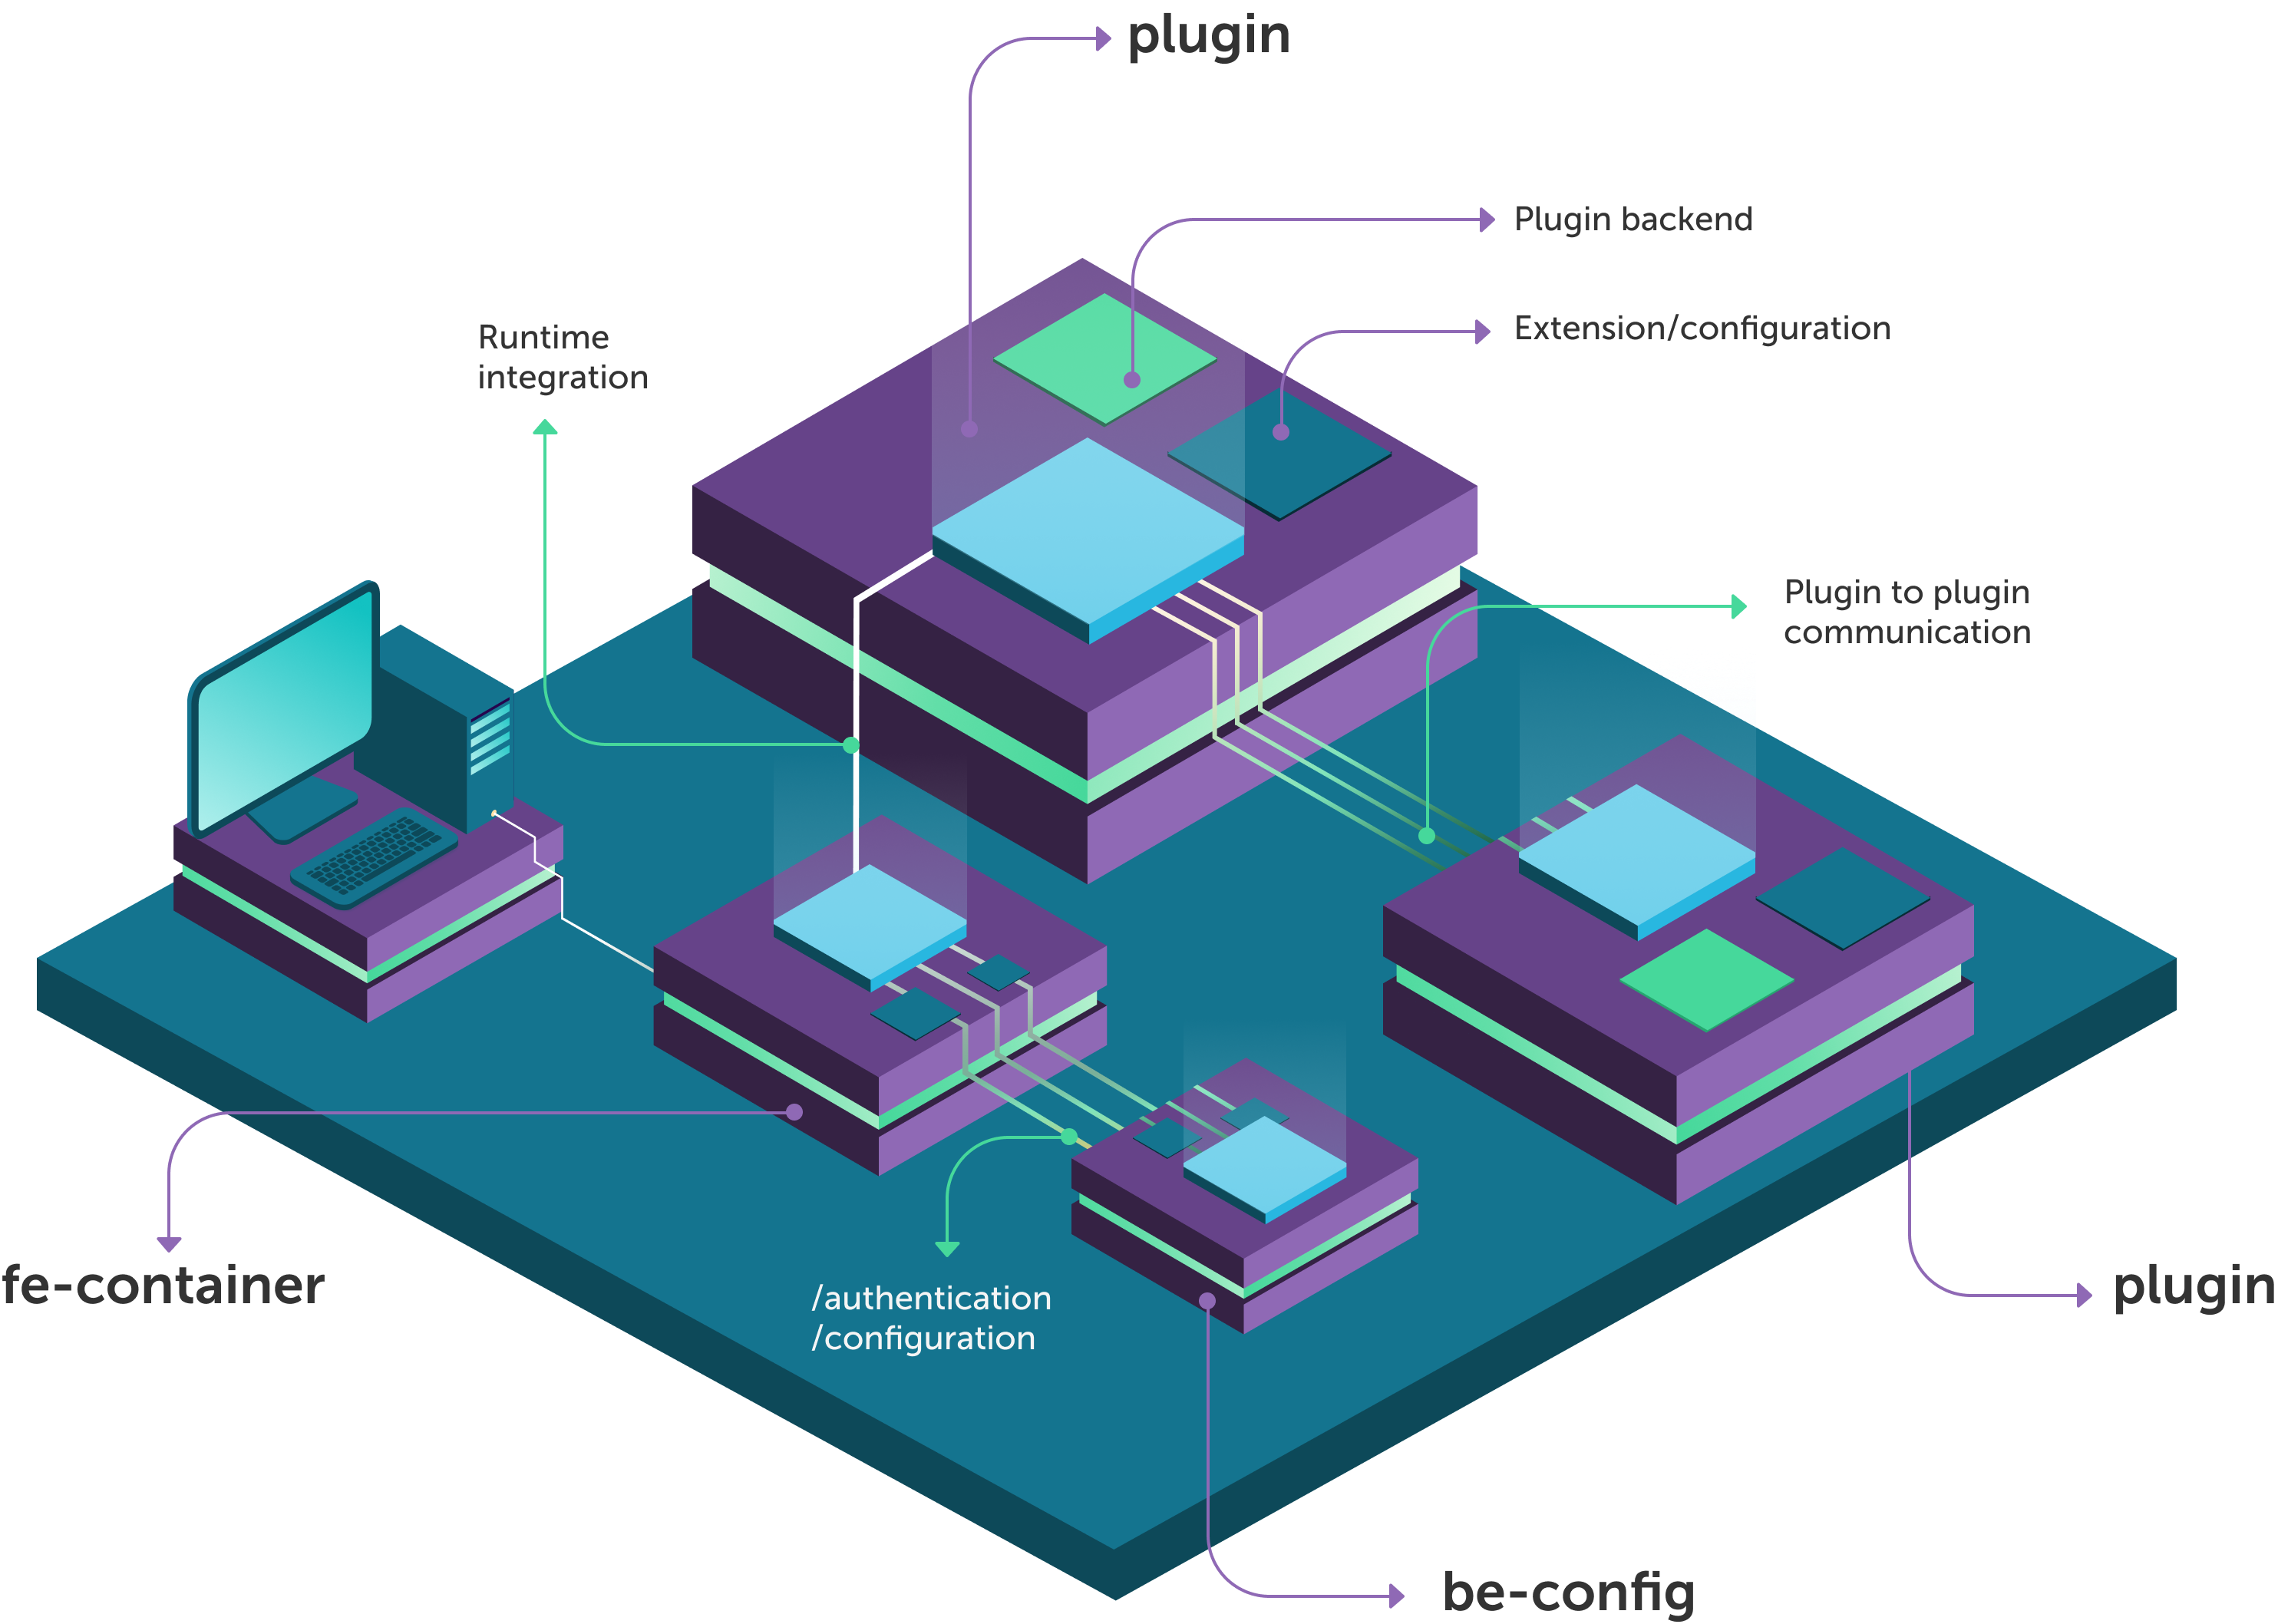 plugin
Plugin backend
Extension/configuration
Runtime
integration
Plugin to plugin
communication
fe-container
/authentication
/configuration
plugin
be-config